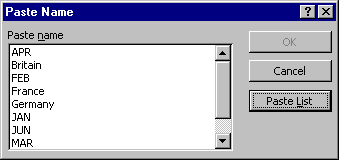 Paste Name
Paste name
APR
Britain
FEB
France
Germany
JAN
JUN
MAR
OK
Cancel
Paste List